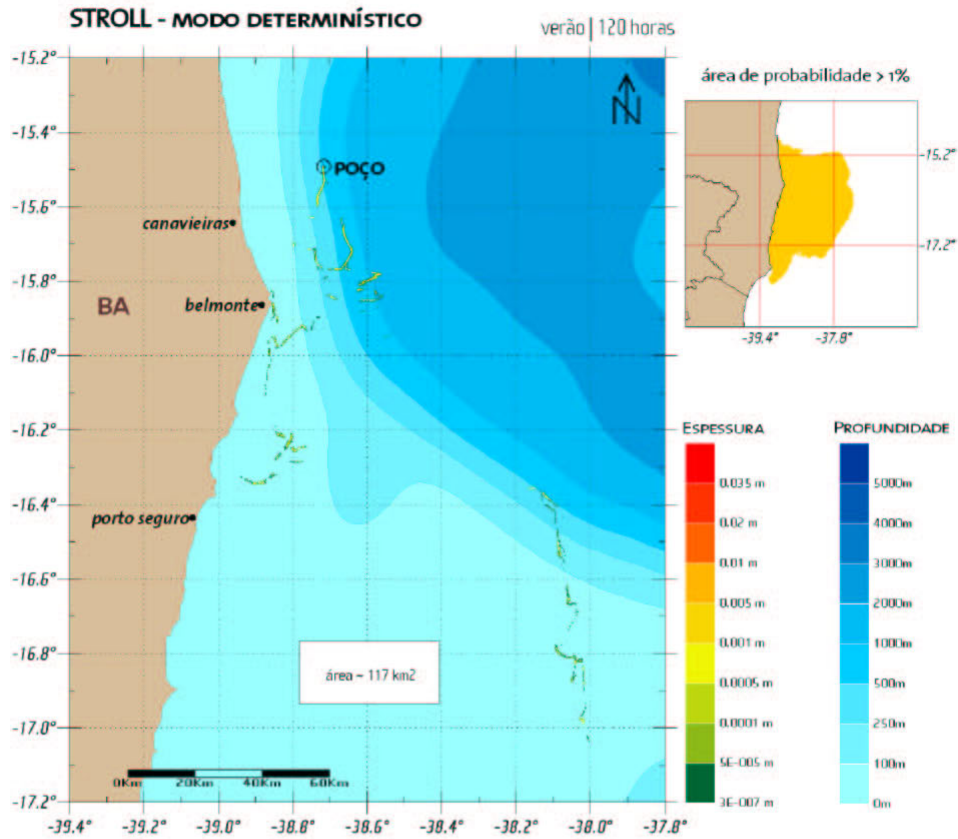 STROLL - MODO DETERMINÍSTICO
verão | 120 horas
-15.2°
-15.4°
-15.6°
-15.8°
-16.0°
-16.2°
-16.4°
-16.6°
-16.8°
-17.0°
-17.2°
-39.4°
-39.2°
-39.0°
-38.8°
-38.6°
-38.4°
-38.2°
-38.0°
-37.8°
N
POÇO
canavieiras
BA
belmonte
porto seguro
área ~ 117 km2
0Km 20Km 40Km 60Km
área de probabilidade > 1%
-15.2°
-17.2°
-39.4°
-37.8°
ESPESSURA
0.035 m
0.02 m
0.01 m
0.005 m
0.001 m
0.0005 m
0.0001 m
5E-005 m
3E-007 m
PROFUNDIDADE
5000m
4000m
3000m
2000m
1000m
500m
250m
100m
0m